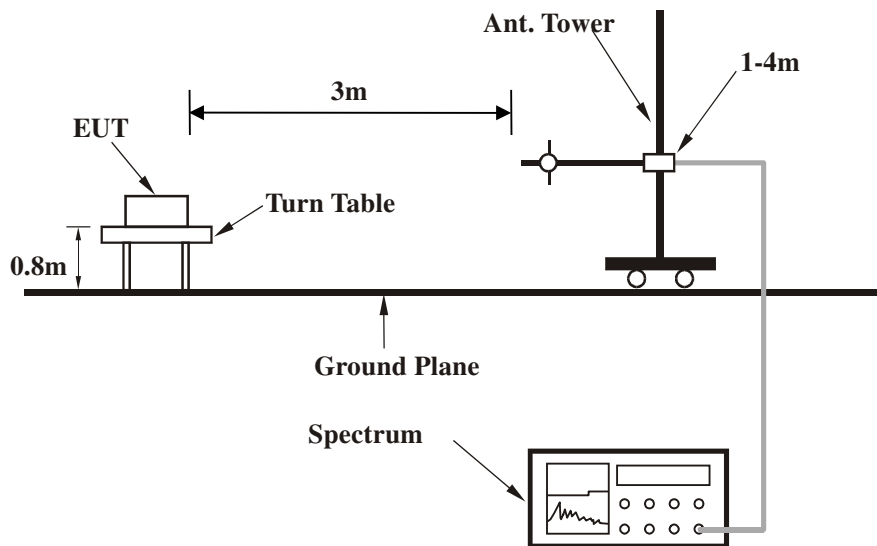 Ant. Tower
1-4m
3m
EUT
Turn Table
0.8m
Ground Plane
Spectrum